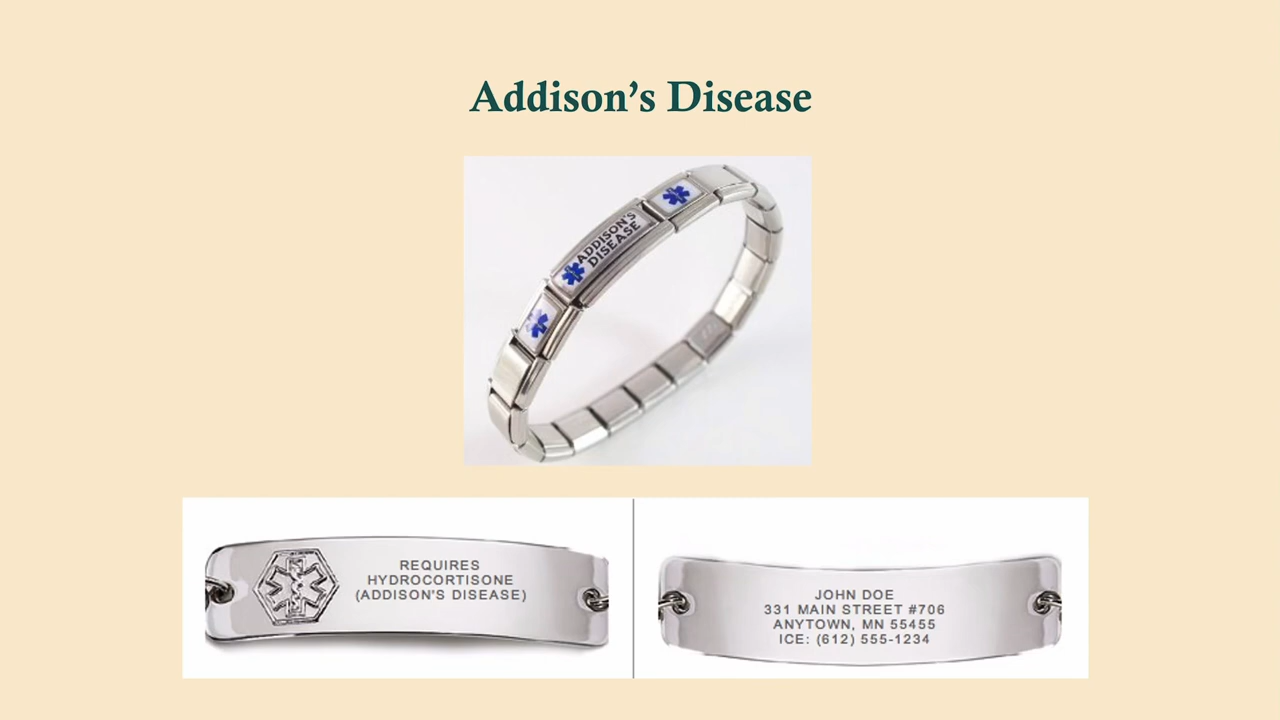 Addison’s Disease
ADDISON'S
DISEASE
REQUIRES
HYDROCORTISONE
(ADDISON'S DISEASE)
JOHN DOE
331 MAIN STREET #706
ANYTOWN, MN 55455
ICE: (612) 555-1234